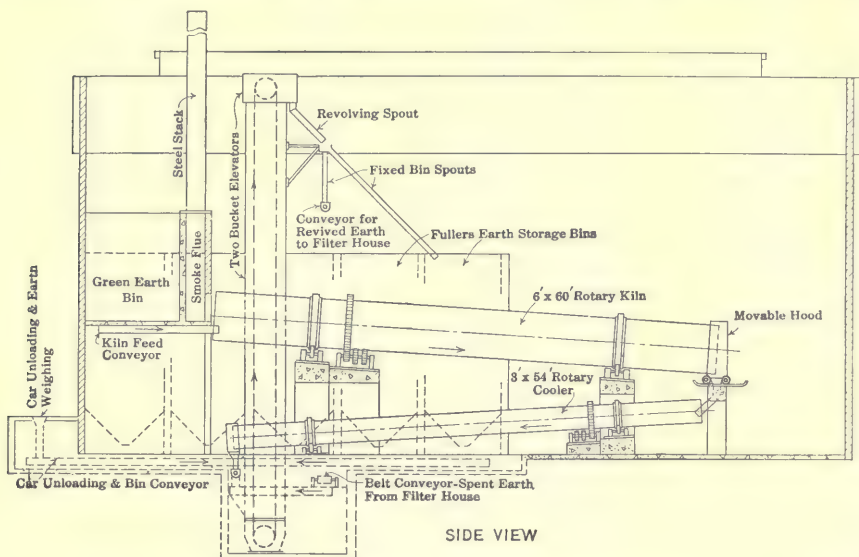 Steel Stack
Two Bucket Elevators
Revolving Spout
Fixed Bin Spouts
Conveyor for
Revived Earth
to Filter House
Fullers Earth Storage Bins
Green Earth
Bin
Smoke Flue
6' x 60' Rotary Kiln
Movable Hood
Kiln Feed
Conveyor
Car Unloading & Earth
Weighing
3' x 54' Rotary
Cooler
Car Unloading & Bin Conveyor
Belt Conveyor-Spent Earth
From Filter House
SIDE VIEW